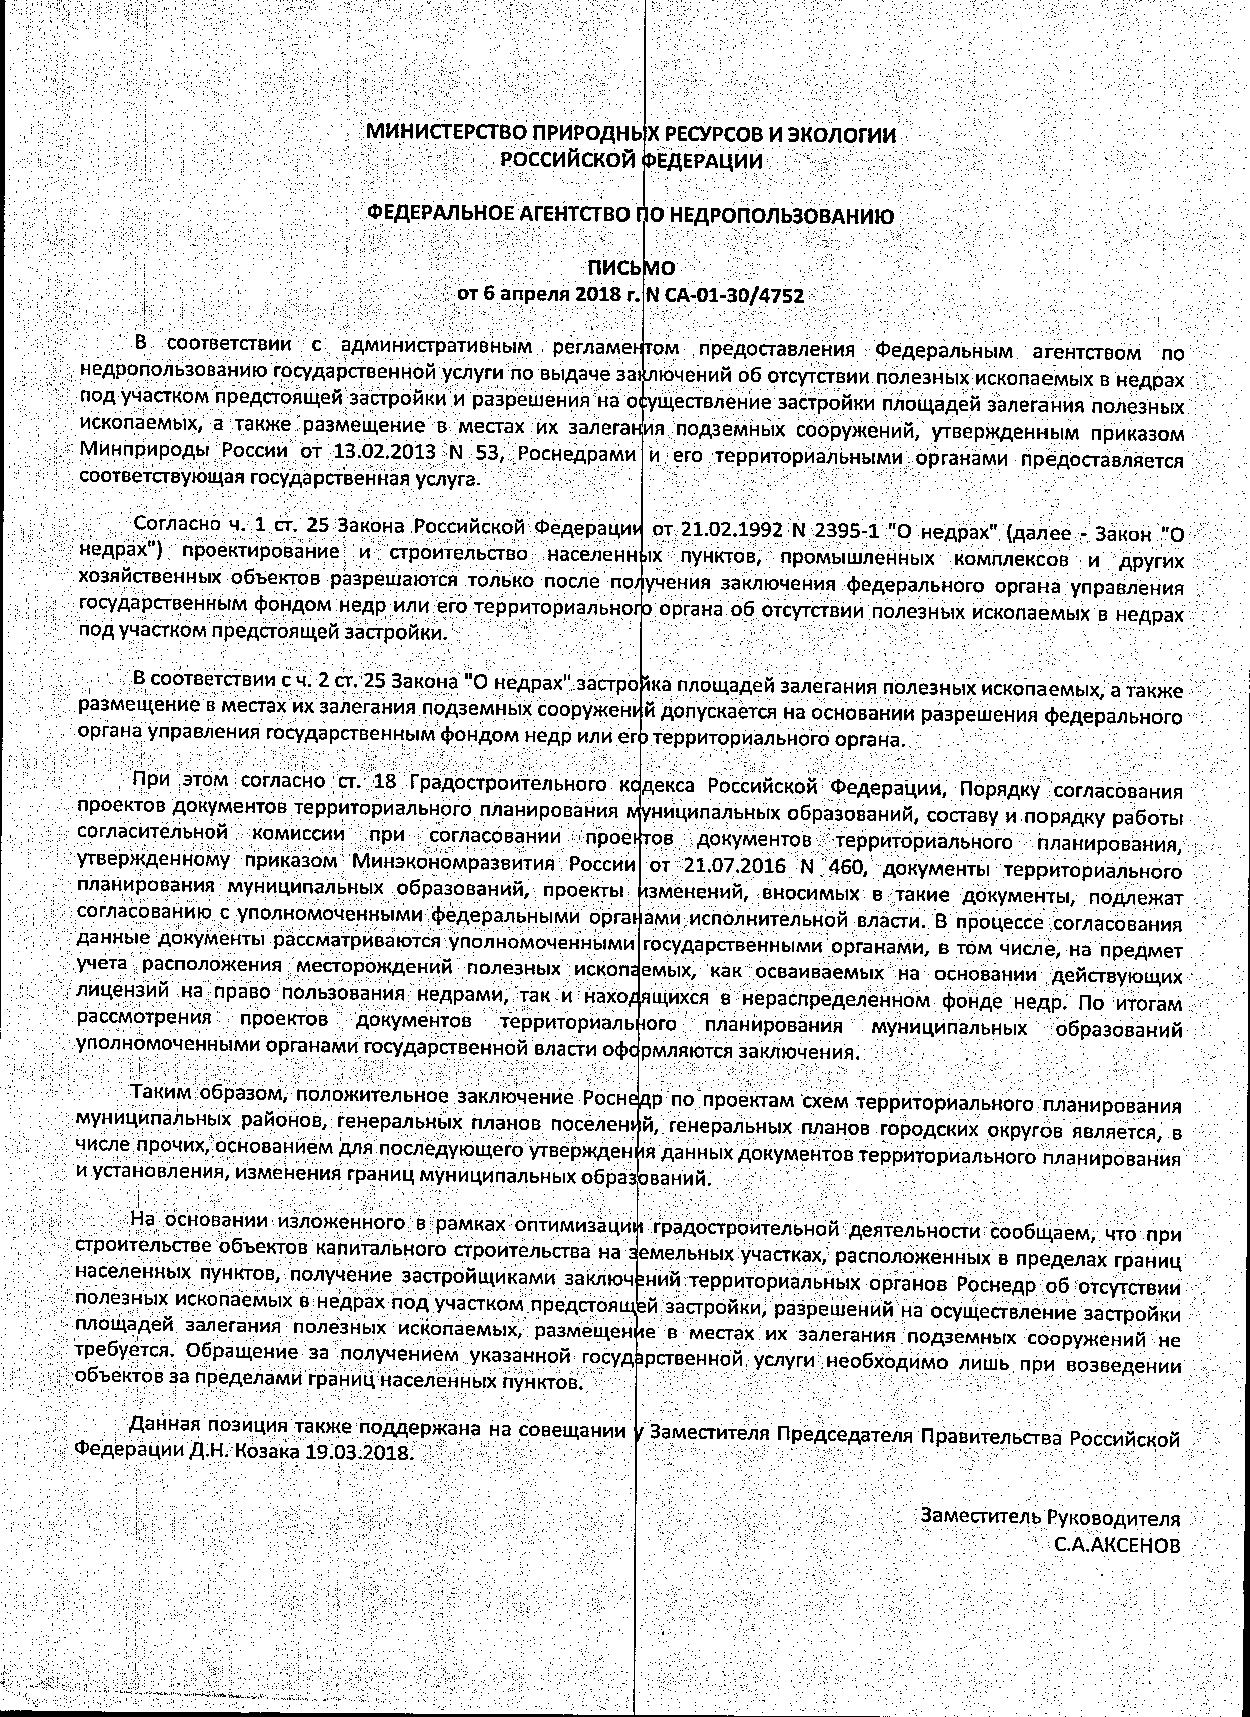 МИНИСТЕРСТВО ПРИРОДНЫХ РЕСУРСОВ И ЭКОЛОГИИ
РОССИЙСКОЙ ФЕДЕРАЦИИ
ФЕДЕРАЛЬНОЕ АГЕНТСТВО ПО НЕДРОПОЛЬЗОВАНИЮ
ПИСЬМО
от 6 апреля 2018 г. N СА-01-30/4752
В соответствии с административным регламентом предоставления Федеральным агентством по
недропользованию государственной услуги по выдаче заключений об отсутствии полезных ископаемых в недрах
под участком предстоящей застройки и разрешения на осуществление застройки площадей залегания полезных
ископаемых, а также размещение в местах их залегания подземных сооружений, утвержденным приказом
Минприроды России от 13.02.2013 N 53, Роснедрами и его территориальными органами предоставляется
соответствующая государственная услуга.
Согласно ч. 1 ст. 25 Закона Российской Федерации от 21.02.1992 N 2395-1 "О недрах" (далее - Закон "О
недрах") проектирование и строительство населенных пунктов, промышленных комплексов и других
хозяйственных объектов разрешаются только после получения заключения федерального органа управления
государственным фондом недр или его территориального органа об отсутствии полезных ископаемых в недрах
под участком предстоящей застройки.
В соответствии с ч. 2 ст. 25 Закона "О недрах" застройка площадей залегания полезных ископаемых, а также
размещение в местах их залегания подземных сооружений допускается на основании разрешения федерального
органа управления государственным фондом недр или его территориального органа.
При этом согласно ст. 18 Градостроительного кодекса Российской Федерации, Порядку согласования
проектов документов территориального планирования муниципальных образований, составу и порядку работы
согласительной комиссии при согласовании проектов документов территориального планирования,
утвержденному приказом Минэкономразвития России от 21.07.2016 N 460, документы территориального
планирования муниципальных образований, проекты изменений, вносимых в такие документы, подлежат
согласованию с уполномоченными федеральными органами исполнительной власти. В процессе согласования
данные документы рассматриваются уполномоченными государственными органами, в том числе, на предмет
учета расположения месторождений полезных ископаемых, как осваиваемых на основании действующих
лицензий на право пользования недрами, так и находящихся в нераспределенном фонде недр. По итогам
рассмотрения проектов документов территориального планирования муниципальных образований
уполномоченными органами государственной власти оформляются заключения.
Таким образом, положительное заключение Роснедр по проектам схем территориального планирования
муниципальных районов, генеральных планов поселений, генеральных планов городских округов является, в
числе прочих, основанием для последующего утверждения данных документов территориального планирования
и установления, изменения границ муниципальных образований.
На основании изложенного в рамках оптимизации градостроительной деятельности сообщаем, что при
строительстве объектов капитального строительства на земельных участках, расположенных в пределах границ
населенных пунктов, получение застройщиками заключений территориальных органов Роснедр об отсутствии
полезных ископаемых в недрах под участком предстоящей застройки, разрешений на осуществление застройки
площадей залегания полезных ископаемых, размещение в местах их залегания подземных сооружений не
требуется. Обращение за получением указанной государственной услуги необходимо лишь при возведении
объектов за пределами границ населенных пунктов.
Данная позиция также поддержана на совещании у Заместителя Председателя Правительства Российской
Федерации Д.Н. Козака 19.03.2018.
Заместитель Руководителя
С.А.АКСЕНОВ